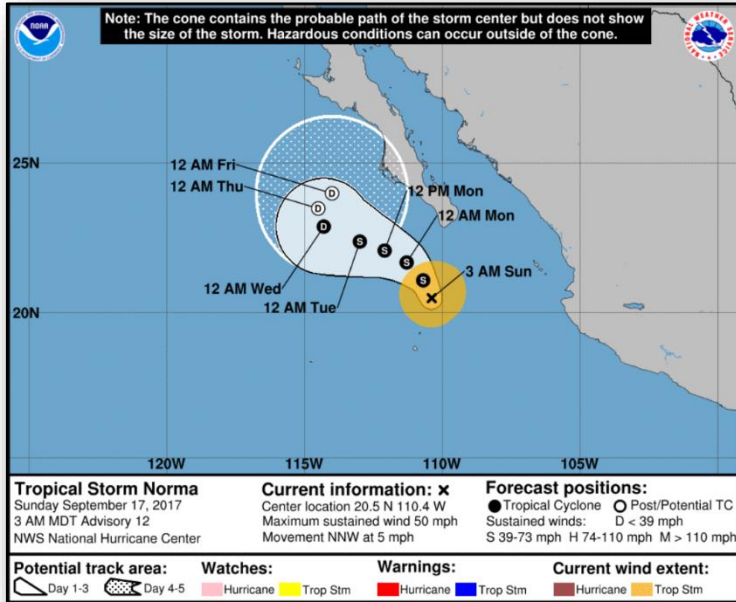 Note: The cone contains the probable path of the storm center but does not show
the size of the storm. Hazardous conditions can occur outside of the cone.
NOAA
NATIONAL WEATHER SERVICE
25N
20N
12 AM Fri
12 AM Thu
12 PM Mon
12 AM Mon
3 AM Sun
12 AM Wed
12 AM Tue
D
D
D
S
S
S
S
120W
115W
110W
105W
Tropical Storm Norma
Sunday September 17, 2017
3 AM MDT Advisory 12
NWS National Hurricane Center
Current information: ×
Center location 20.5 N 110.4 W
Maximum sustained wind 50 mph
Movement NNW at 5 mph
Forecast positions:
Tropical Cyclone Post/Potential TC
Sustained winds: D < 39 mph
S 39-73 mph H 74-110 mph M > 110 mph
Potential track area:
Day 1-3 Day 4-5
Watches:
Hurricane Trop Stm
Warnings:
Hurricane Trop Stm
Current wind extent:
Hurricane Trop Stm